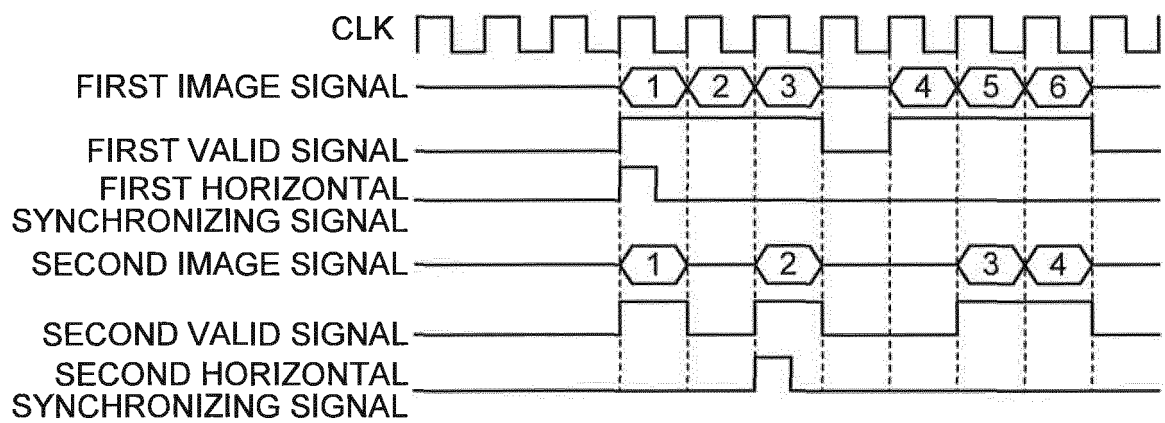 CLK
FIRST IMAGE SIGNAL
1 2 3 4 5 6
FIRST VALID SIGNAL
FIRST HORIZONTAL
SYNCHRONIZING SIGNAL
SECOND IMAGE SIGNAL
1 2 3 4
SECOND VALID SIGNAL
SECOND HORIZONTAL
SYNCHRONIZING SIGNAL